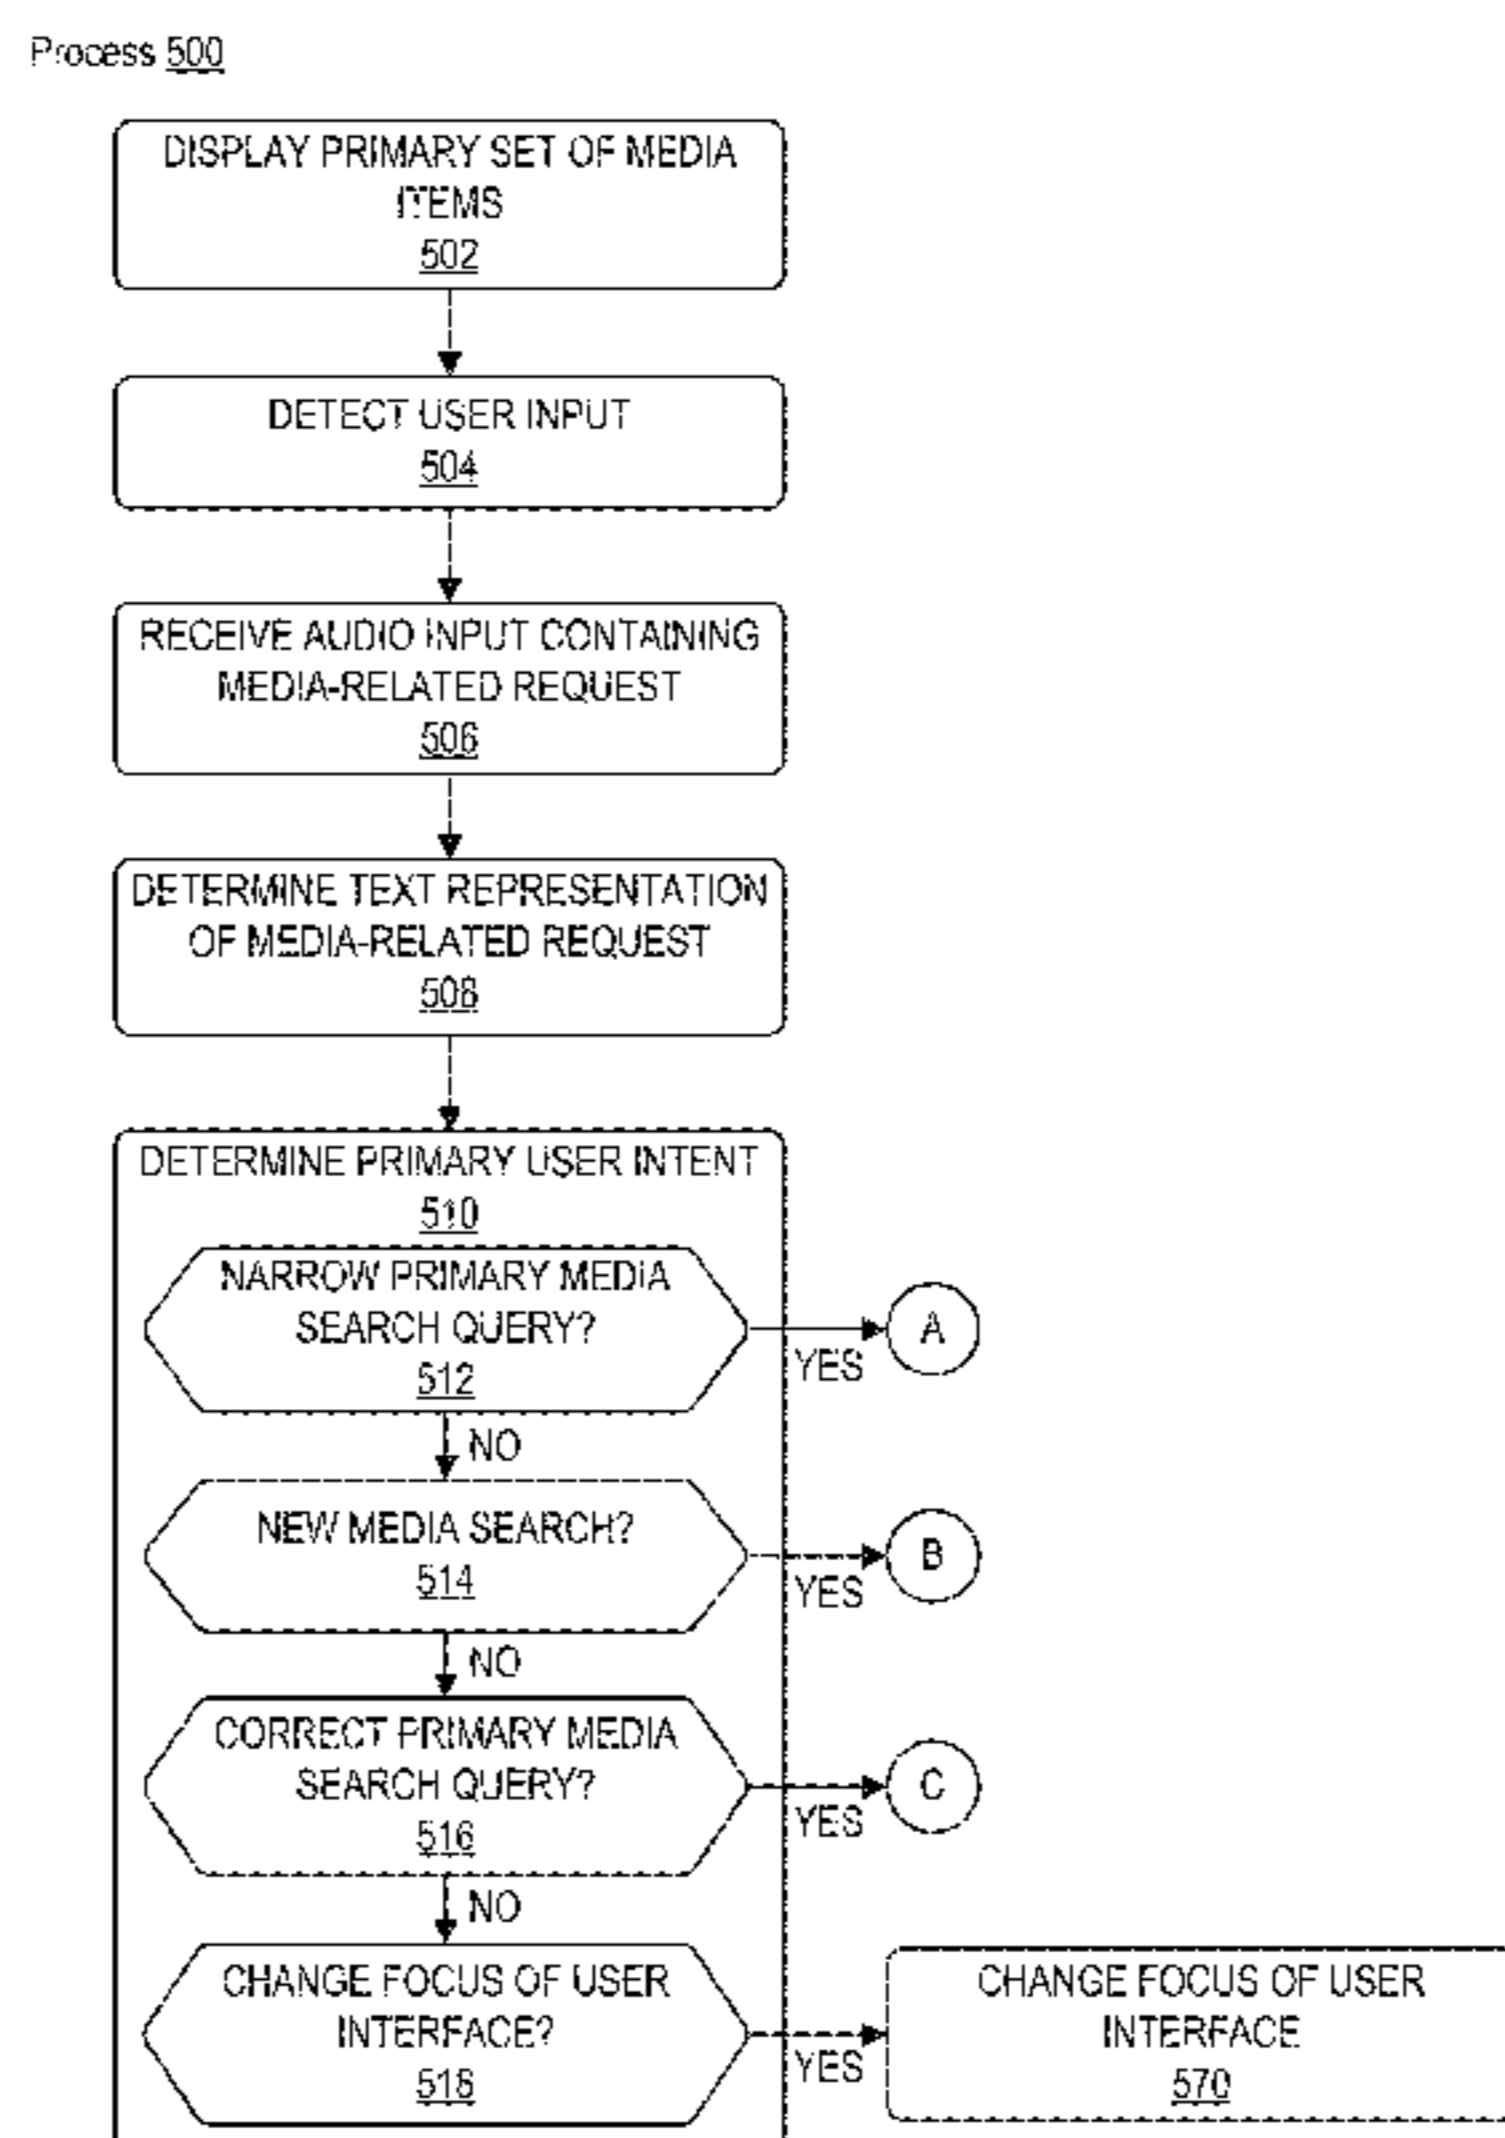 Process 500
DISPLAY PRIMARY SET OF MEDIA
ITEMS
502
DETECT USER INPUT
504
RECEIVE AUDIO INPUT CONTAINING
MEDIA-RELATED REQUEST
506
DETERMINE TEXT REPRESENTATION
OF MEDIA-RELATED REQUEST
508
DETERMINE PRIMARY USER INTENT
510
NARROW PRIMARY MEDIA
SEARCH QUERY?
512
YES
A
NO
NEW MEDIA SEARCH?
514
YES
B
NO
CORRECT PRIMARY MEDIA
SEARCH QUERY?
516
YES
C
NO
CHANGE FOCUS OF USER
INTERFACE?
518
YES
CHANGE FOCUS OF USER
INTERFACE
570